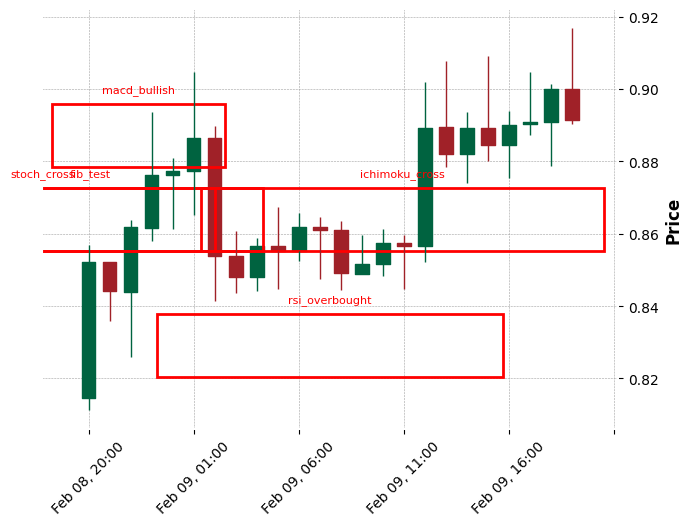 0.92
0.90
macd_bullish
0.88
stoch_cross
fib_test
ichimoku_cross
0.86
Price
rsi_overbought
0.84
0.82
Feb 08, 20:00
Feb 09, 01:00
Feb 09, 06:00
Feb 09, 11:00
Feb 09, 16:00